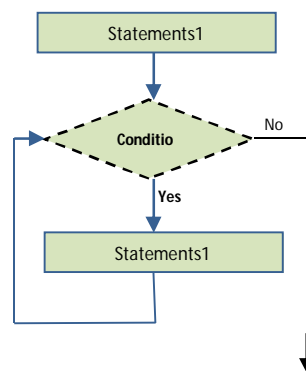 Statements1
Conditio
No
Yes
Statements1